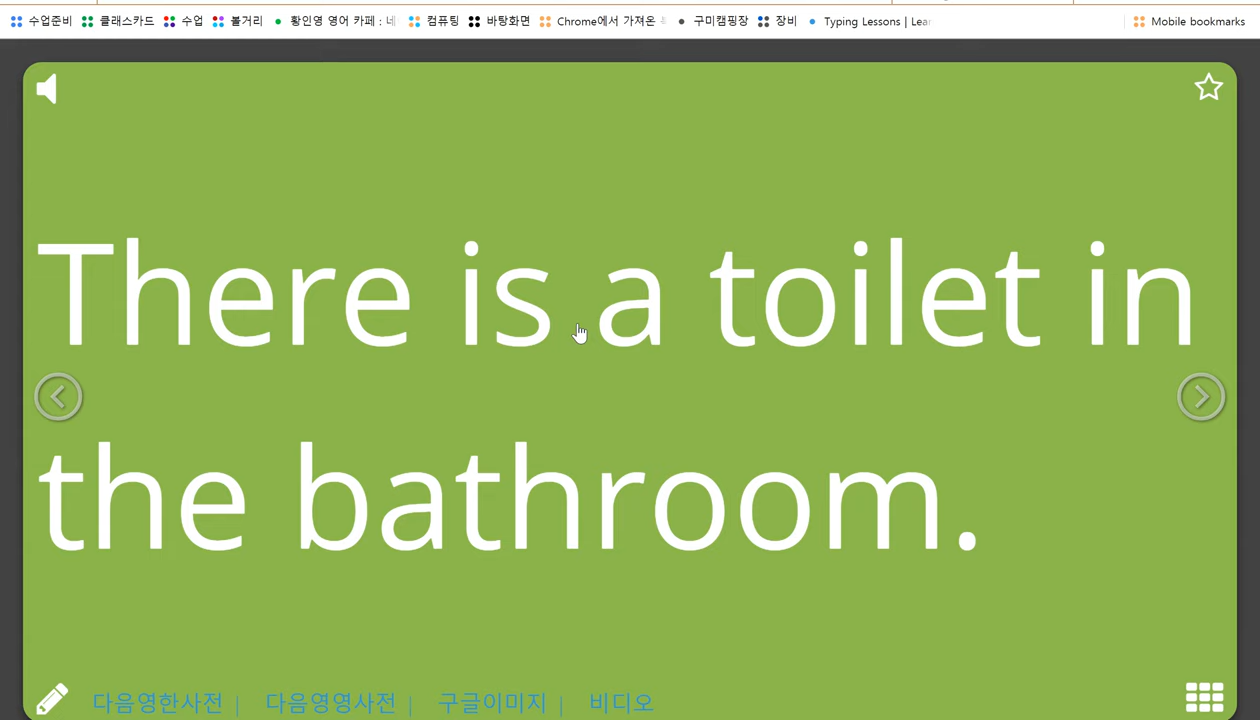 수업준비 클래스카드 수업 볼거리 황인영 영어 카페 : 네 컴퓨팅 바탕화면 Chrome에서 가져온 구미캠핑장 장비 Typing Lessons | Lear Mobile bookmarks
There is a toilet in
the bathroom.
다음영한사전 | 다음영영사전 | 구글이미지 | 비디오